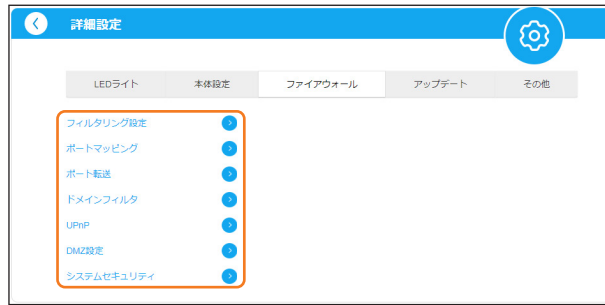 詳細設定
LEDライト 本体設定 ファイアウォール アップデート その他
フィルタリング設定
ポートマッピング
ポート転送
ドメインフィルタ
UPnP
DMZ設定
システムセキュリティ